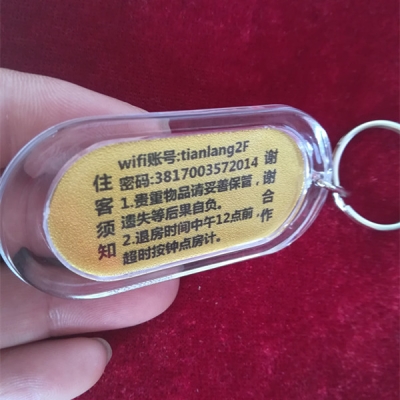 住客须知
wifi账号:tianlang2F
密码:3817003572014
1.贵重物品请妥善保管,
遗失等后果自负。
2.退房时间中午12点前,
超时按钟点房计。
谢谢合作